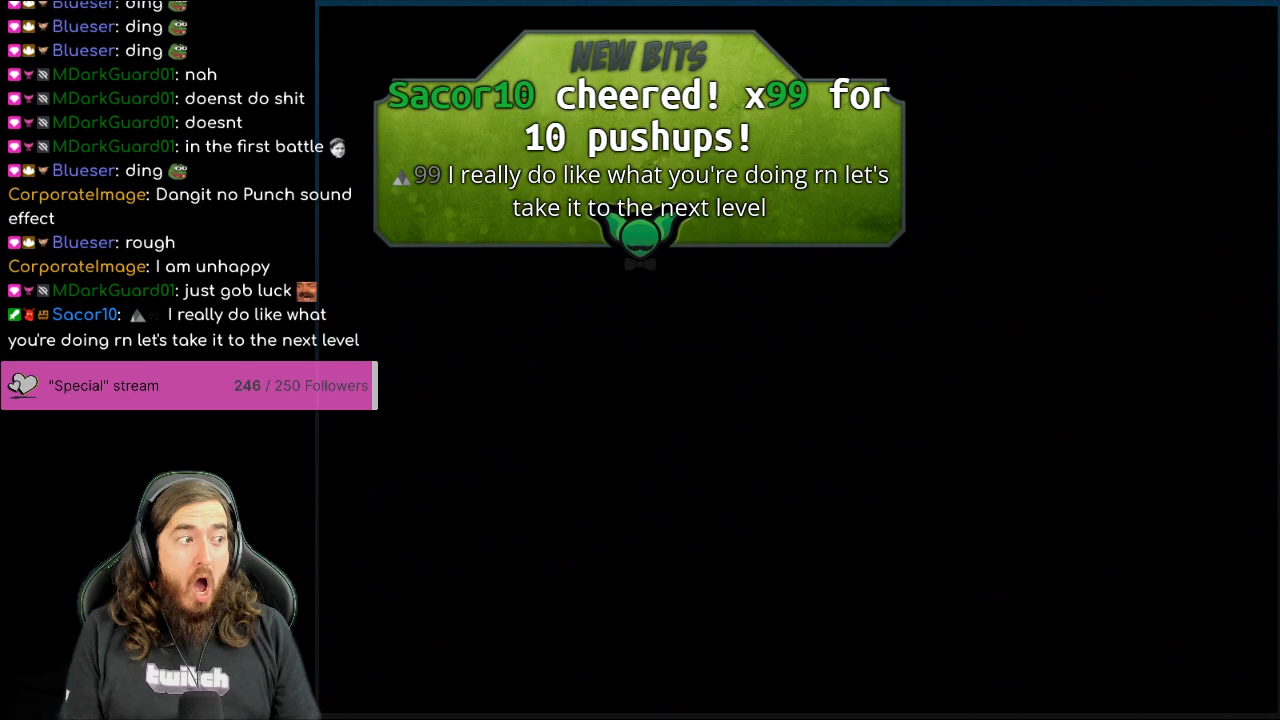 Blueser: ding
Blueser: ding
Blueser: ding
MDarkGuard01: nah
MDarkGuard01: doenst do shit
MDarkGuard01: doesnt
MDarkGuard01: in the first battle
Blueser: ding
CorporateImage: Dangit no Punch sound
effect
Blueser: rough
CorporateImage: I am unhappy
MDarkGuard01: just gob luck
Sacor10: I really do like what
you're doing rn let's take it to the next level
"Special" stream 246 / 250 Followers
NEW BITS
Sacor10 cheered! x99 for
10 pushups!
99 I really do like what you're doing rn let's
take it to the next level
twitch